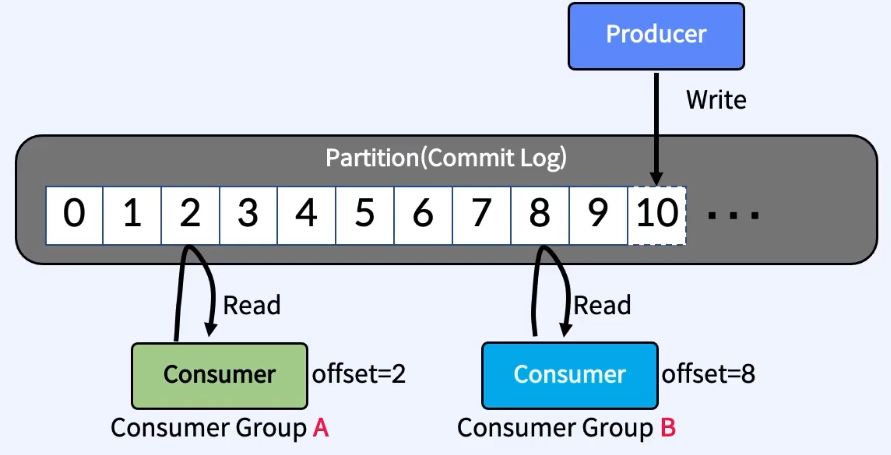 Producer
Write
Partition(Commit Log)
0 1 2 3 4 5 6 7 8 9 10 ...
Read
Read
Consumer offset=2
Consumer offset=8
Consumer Group A
Consumer Group B